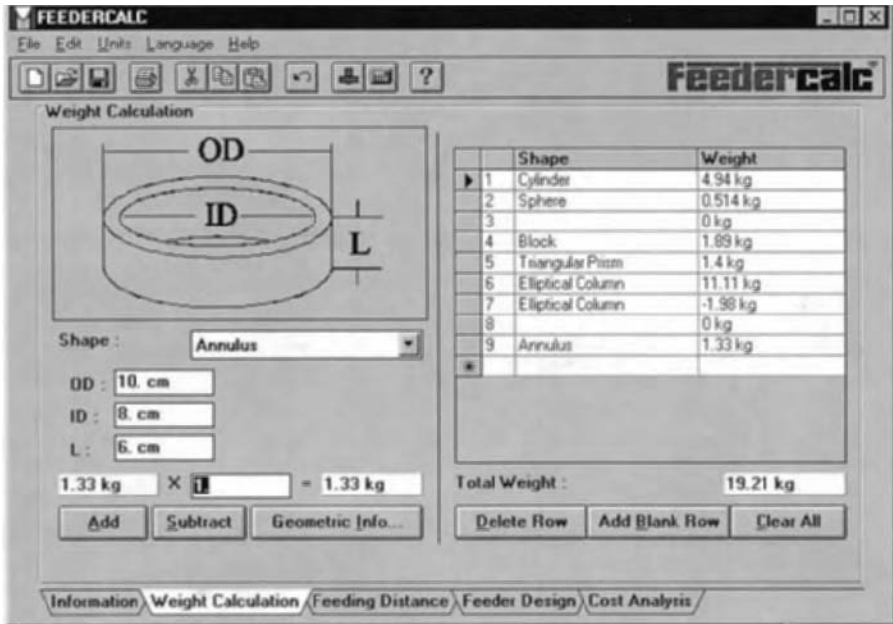 FEEDERCALC
File Edit Units Language Help
?
Feedercalc
Weight Calculation
OD
ID
L
Shape : Annulus
OD : 10. cm
ID : 8. cm
L : 6. cm
1.33 kg × 1 = 1.33 kg
Add Subtract Geometric Info...
Shape Weight
1 Cylinder 4.94 kg
2 Sphere 0.514 kg
3 0 kg
4 Block 1.89 kg
5 Triangular Prism 1.4 kg
6 Elliptical Column 11.11 kg
7 Elliptical Column -1.98 kg
8 0 kg
9 Annulus 1.33 kg
*
Total Weight : 19.21 kg
Delete Row Add Blank Row Clear All
Information Weight Calculation Feeding Distance Feeder Design Cost Analysis